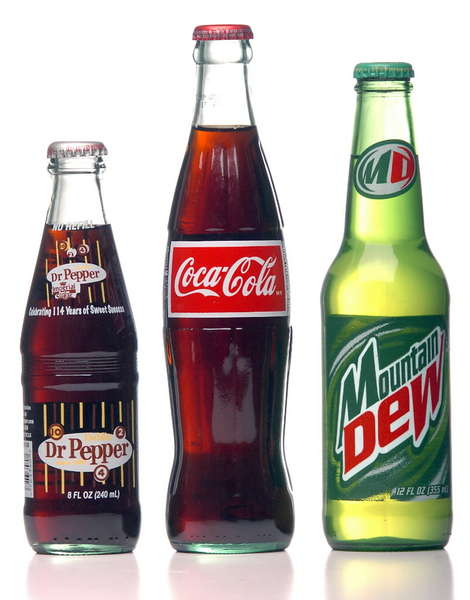 NO REFILL
Dr Pepper
Imperial
Celebrating 114 Years of Sweet Success
10
2
Dr Pepper
4
8 FL OZ (240 mL)
Coca-Cola
MD
Mountain
Dew
12 FL OZ (355 mL)